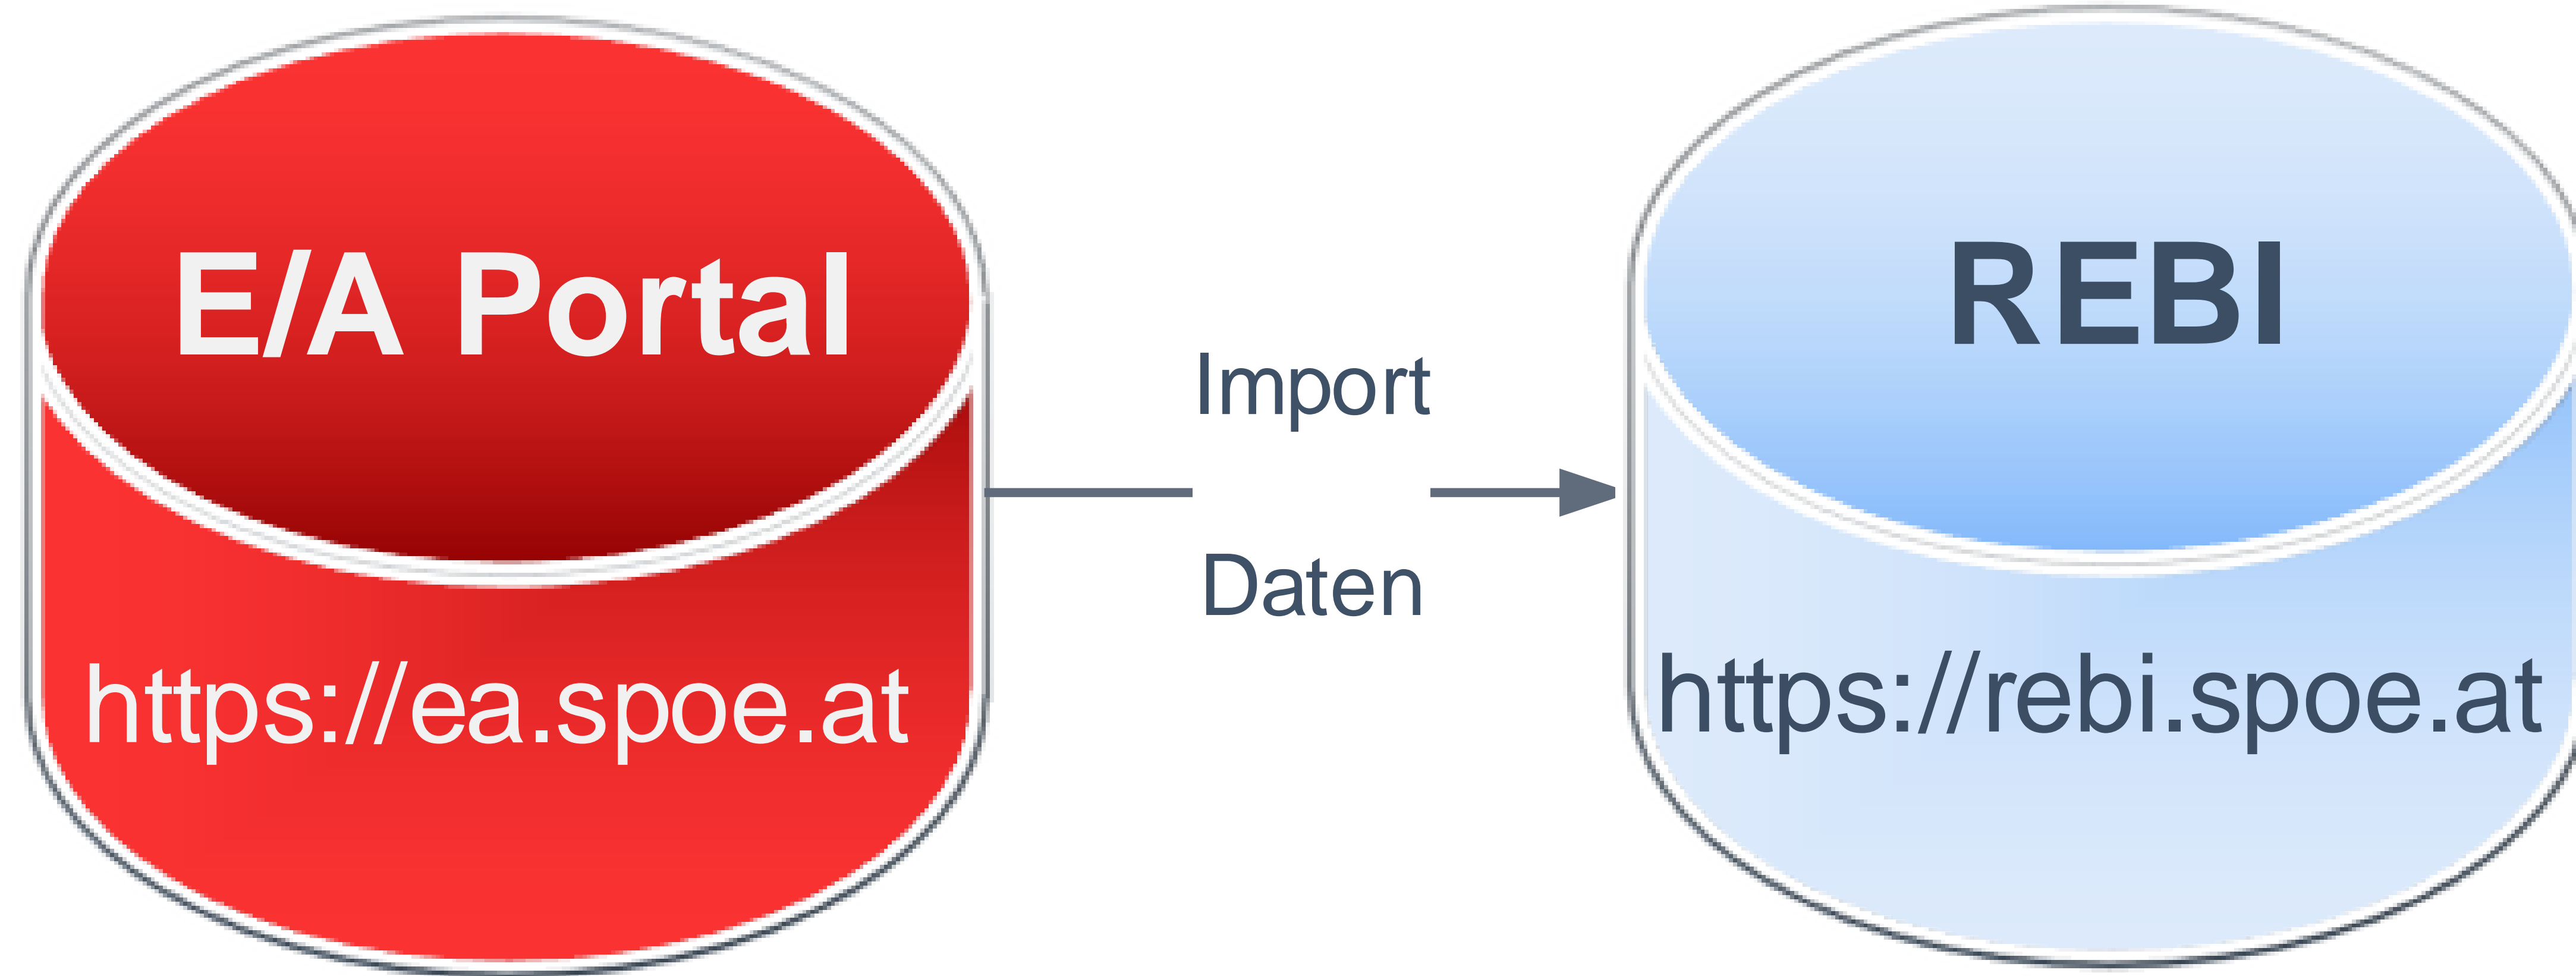 E/A Portal
https://ea.spoe.at
Import
Daten
REBI
https://rebi.spoe.at